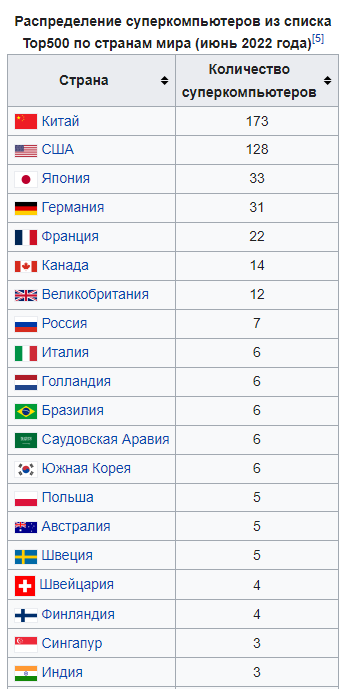 Распределение суперкомпьютеров из списка
Top500 по странам мира (июнь 2022 года)[5]
Страна Количество
суперкомпьютеров
Китай 173
США 128
Япония 33
Германия 31
Франция 22
Канада 14
Великобритания 12
Россия 7
Италия 6
Голландия 6
Бразилия 6
Саудовская Аравия 6
Южная Корея 6
Польша 5
Австралия 5
Швеция 5
Швейцария 4
Финляндия 4
Сингапур 3
Индия 3